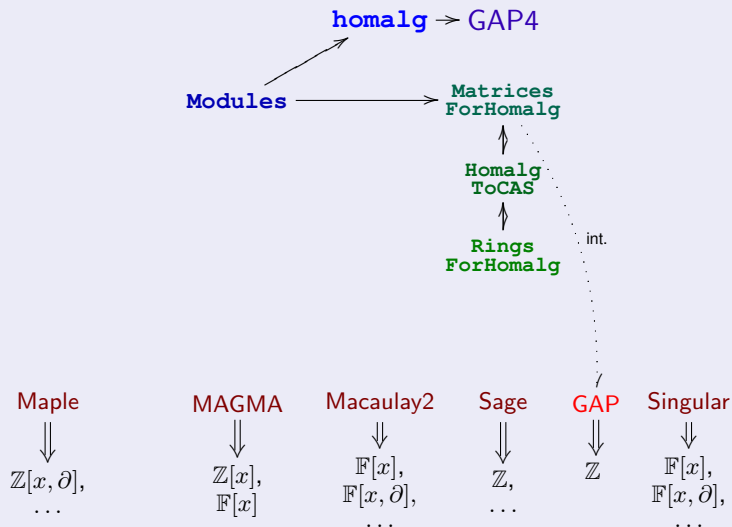 homalg GAP4
Modules
Matrices
ForHomalg
Homalg
ToCAS
Rings
ForHomalg
int.
Maple MAGMA Macaulay2 Sage GAP Singular
ℤ[x, ∂], ℤ[x], 𝔽[x], ℤ, ℤ 𝔽[x],
... 𝔽[x] 𝔽[x, ∂], ... 𝔽[x, ∂],
... ...